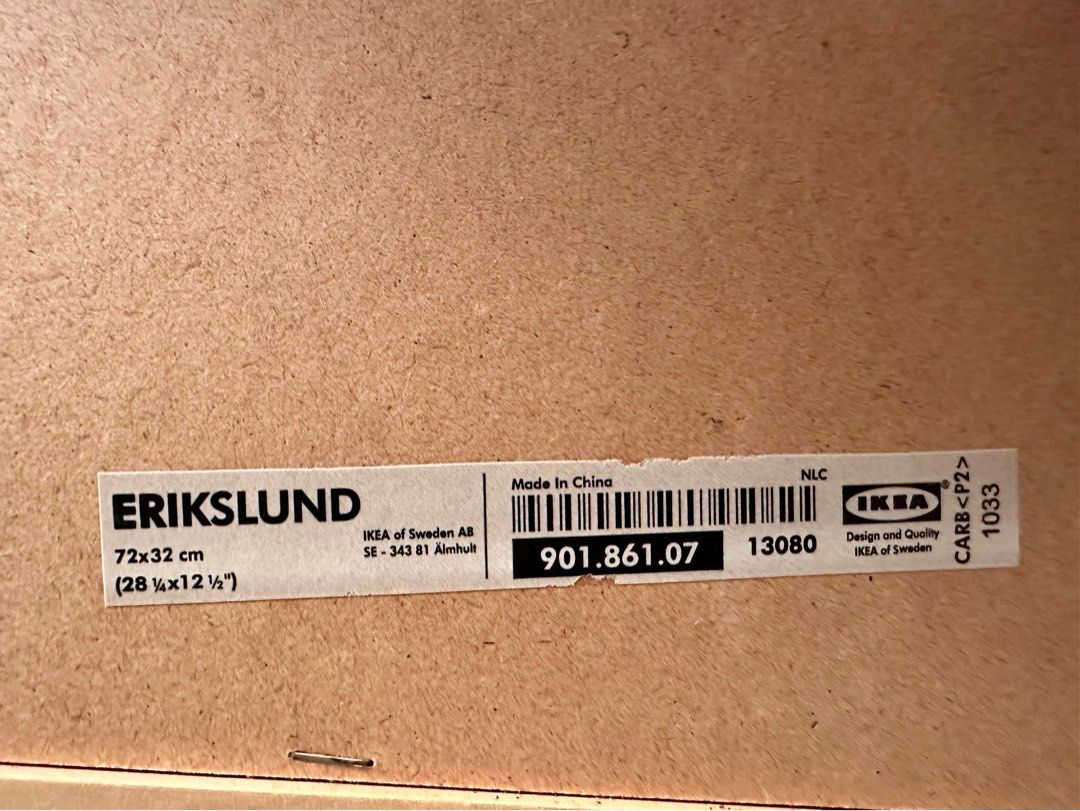 ERIKSLUND
72x32 cm
(28 ¼x12 ½")
IKEA of Sweden AB
SE - 343 81 Älmhult
Made In China
NLC
901.861.07
13080
IKEA®
Design and Quality
IKEA of Sweden
CARB<P2>
1033